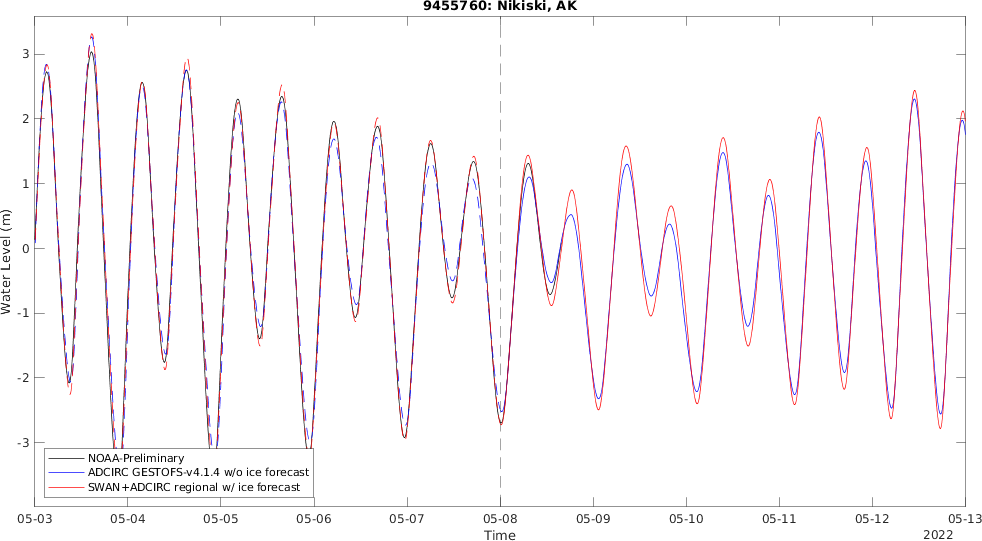 9455760: Nikiski, AK
3
2
1
0
-1
-2
-3
Water Level (m)
NOAA-Preliminary
ADCIRC GESTOFS-v4.1.4 w/o ice forecast
SWAN+ADCIRC regional w/ ice forecast
05-03 05-04 05-05 05-06 05-07 05-08 05-09 05-10 05-11 05-12 05-13
Time
2022